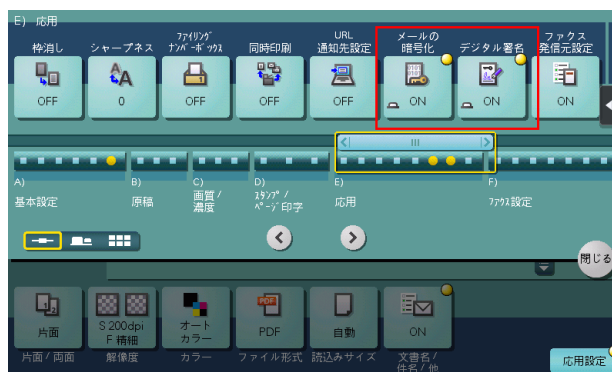 E) 応用
枠消し
シャープネス
ﾌｧｲﾘﾝｸﾞ
ﾅﾝﾊﾞｰﾎﾞｯｸｽ
同時印刷
URL
通知先設定
メールの
暗号化
デジタル署名
ファクス
発信元設定
OFF
0
OFF
OFF
OFF
ON
ON
ON
A)
基本設定
B)
原稿
C)
画質/
濃度
D)
ｽﾀﾝﾌﾟ/
ﾍﾟｰｼﾞ印字
E)
応用
F)
ﾌｧｸｽ設定
閉じる
片面
S 200dpi
F 精細
オート
カラー
PDF
PDF
自動
ON
片面/両面
解像度
カラー
ファイル形式
読込みサイズ
文書名/
件名/他
応用設定